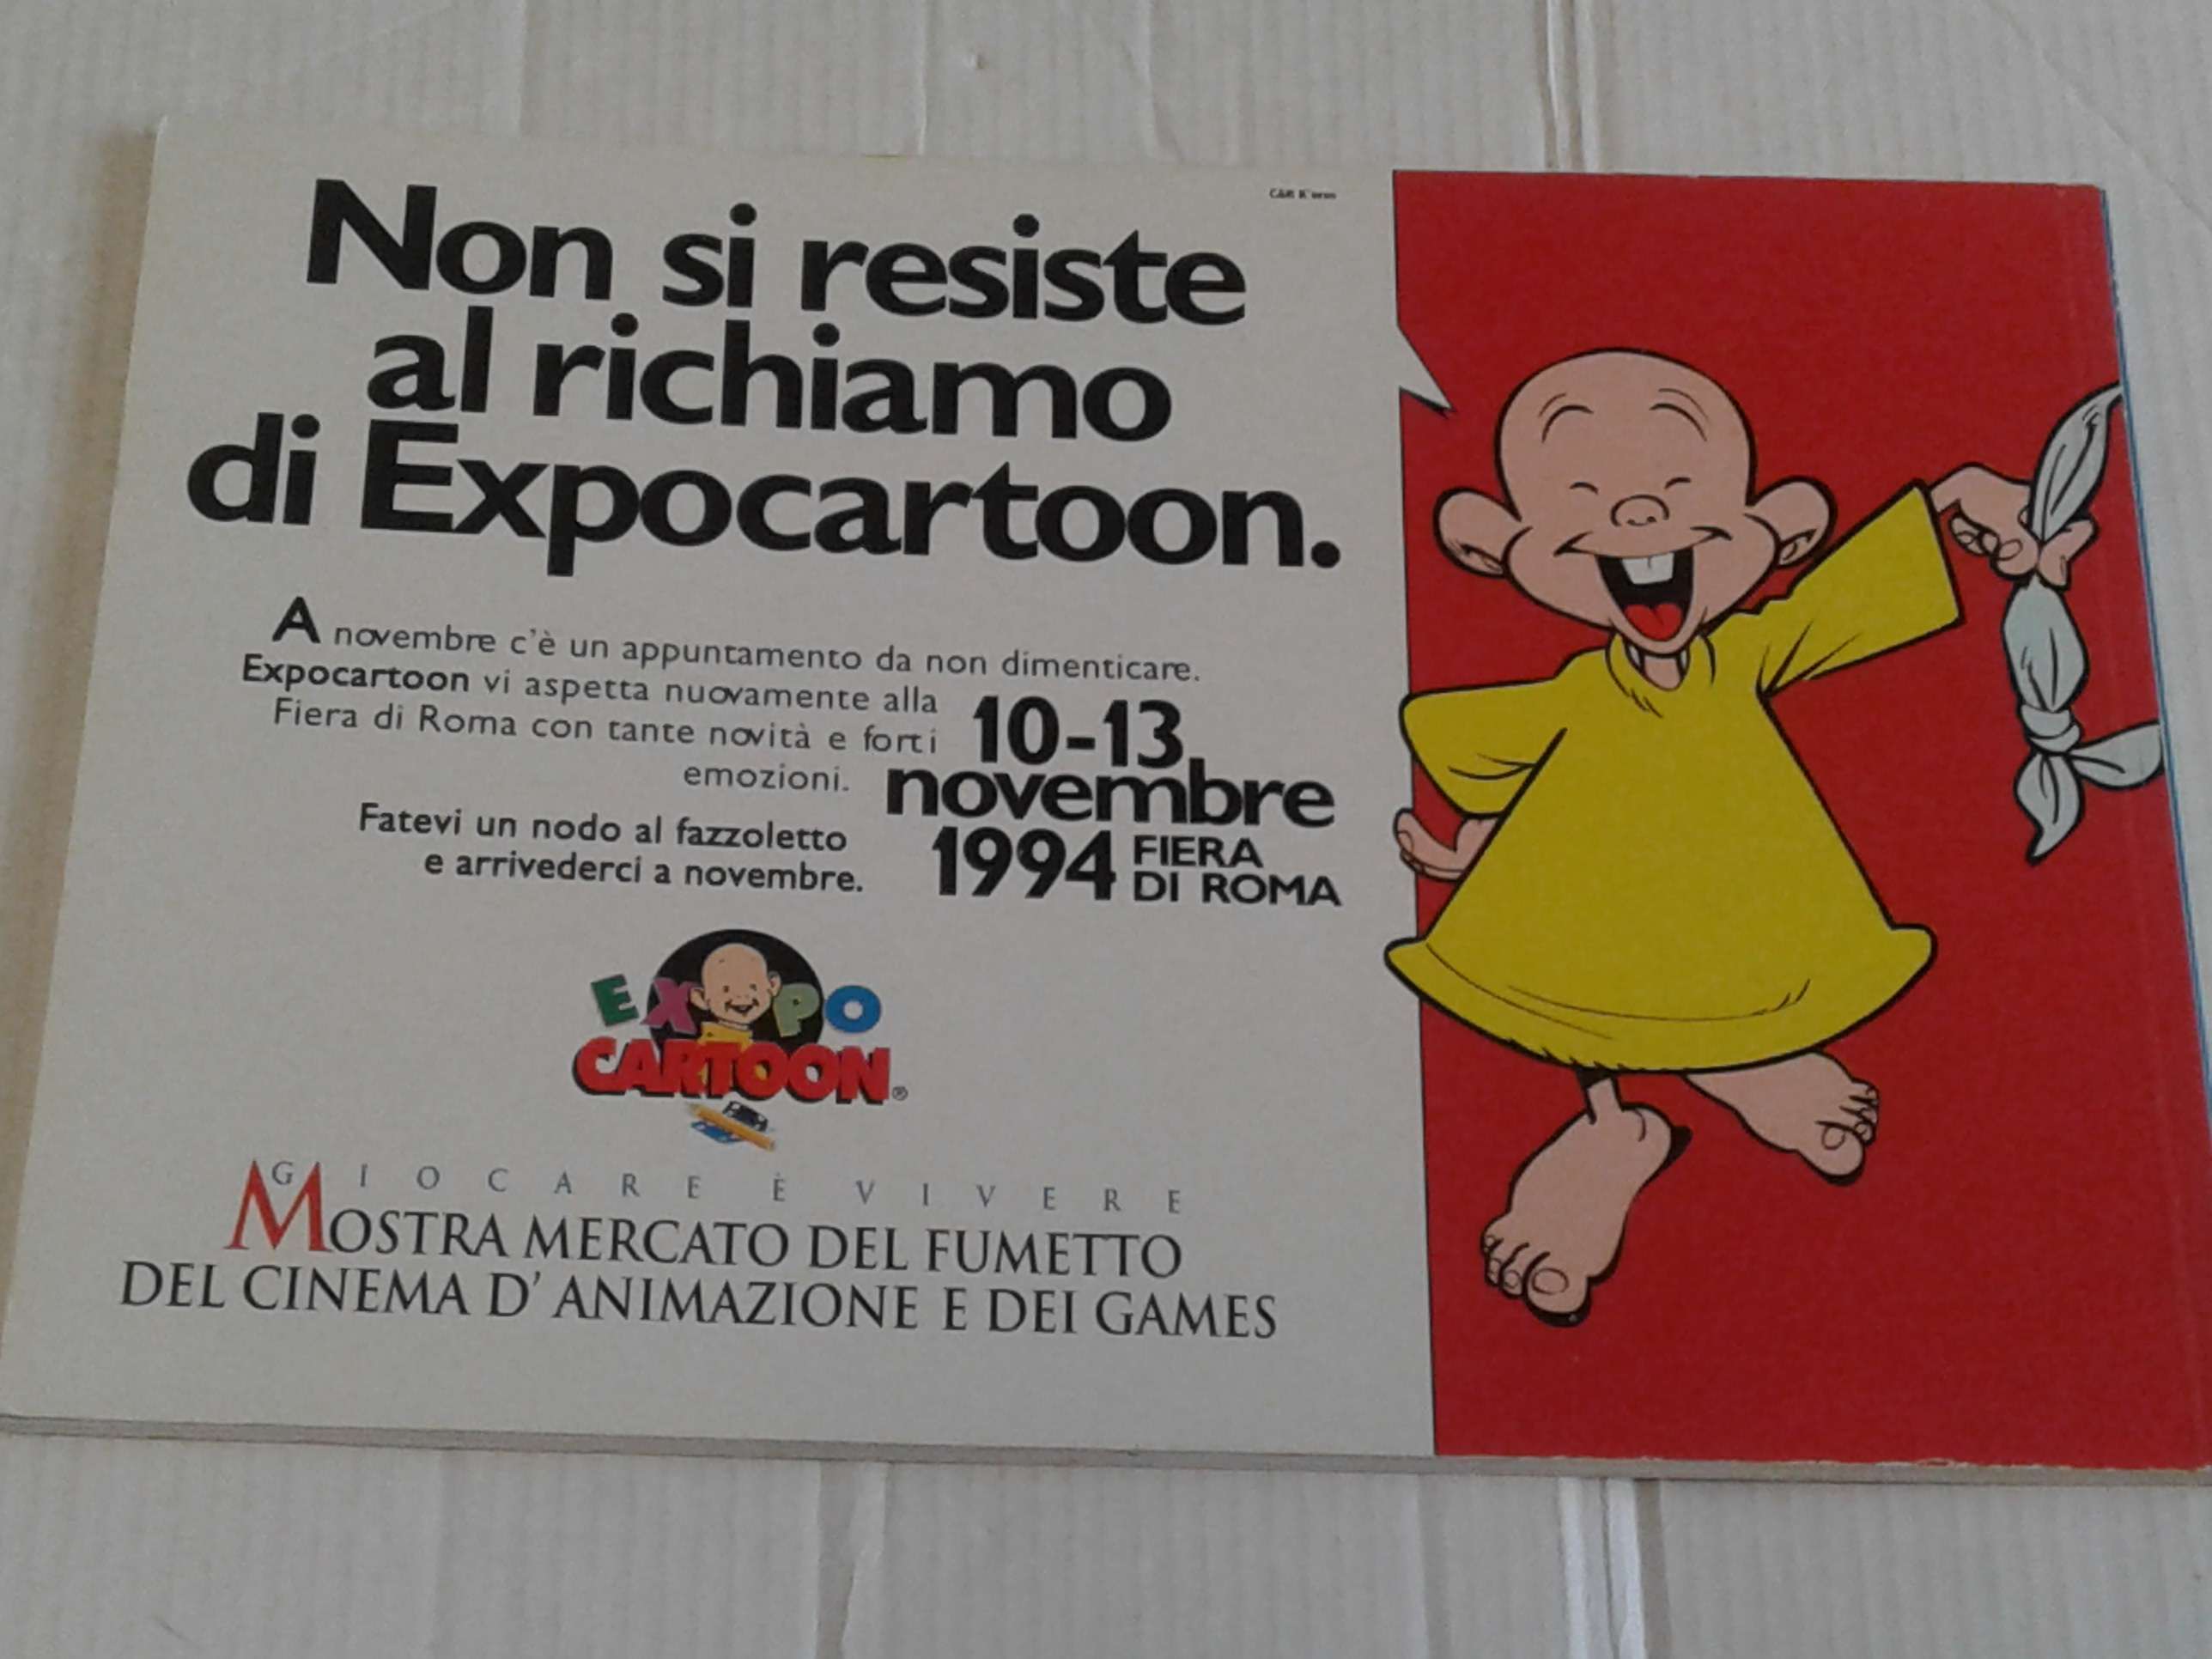 Non si resiste
al richiamo
di Expocartoon.
A novembre c'è un appuntamento da non dimenticare.
Expocartoon vi aspetta nuovamente alla
Fiera di Roma con tante novità e forti
emozioni.
Fatevi un nodo al fazzoletto
e arrivederci a novembre.
10-13
novembre
1994 FIERA
DI ROMA
EXPO
CARTOON®
GIOCARE È VIVERE
MOSTRA MERCATO DEL FUMETTO
DEL CINEMA D'ANIMAZIONE E DEI GAMES